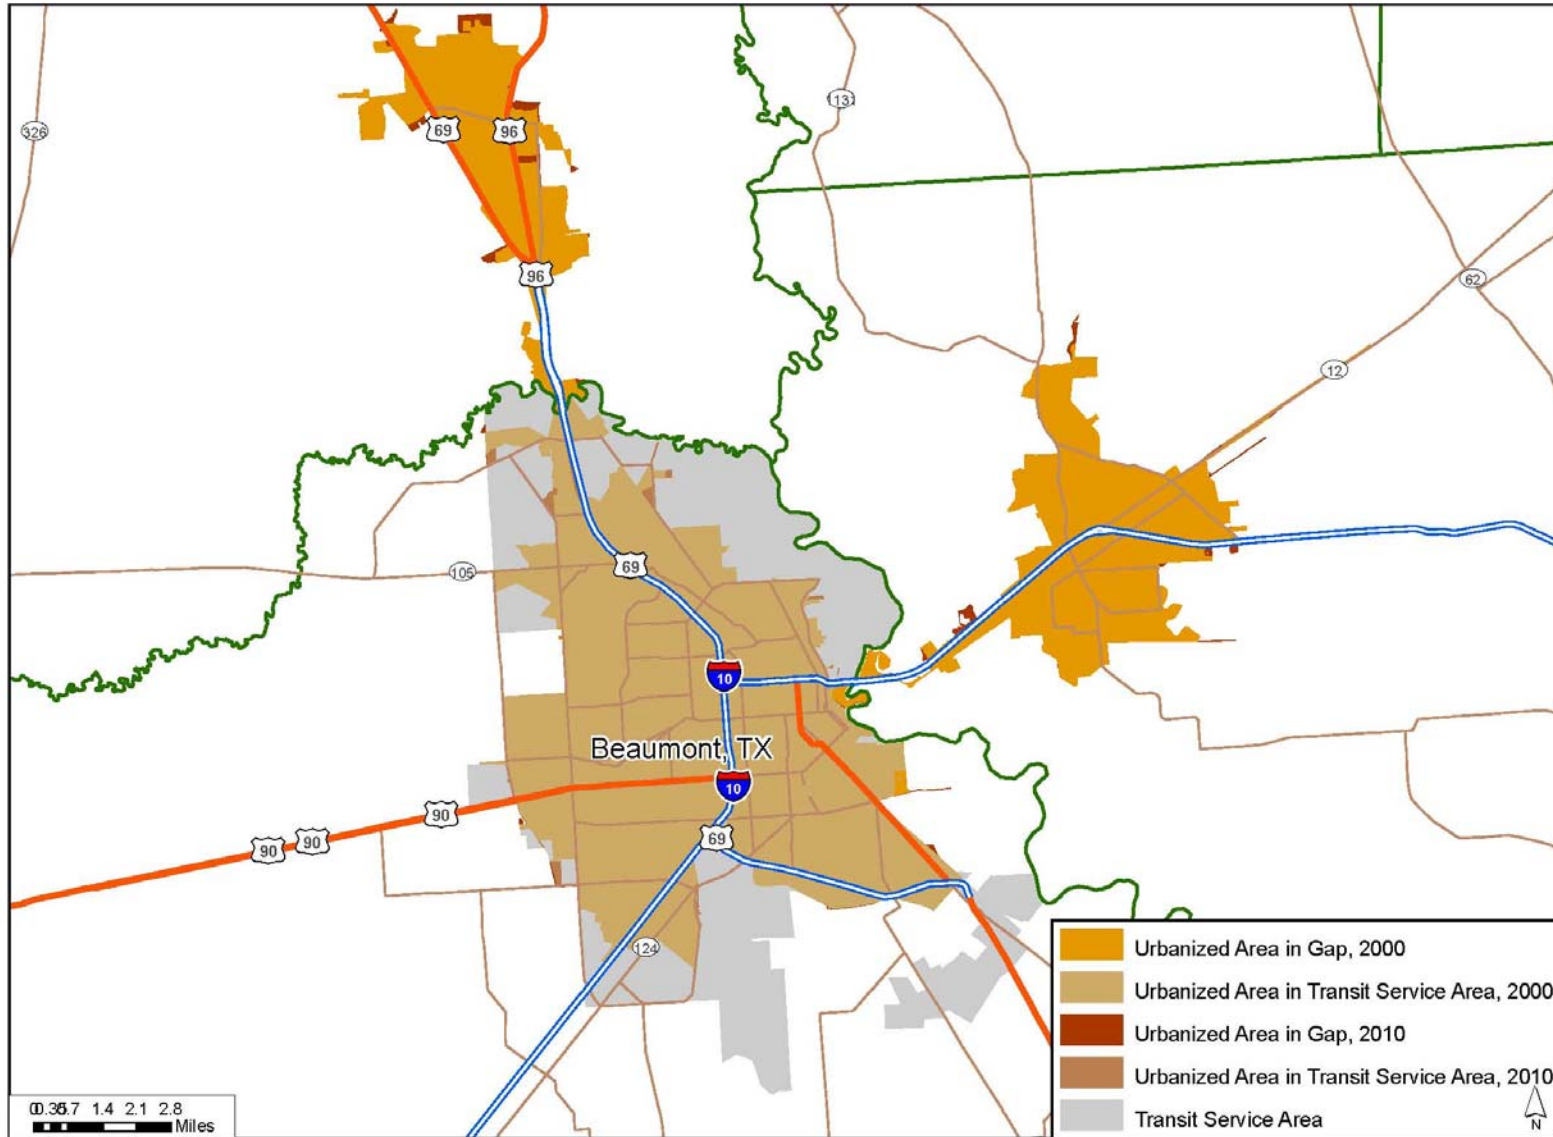 113
326
69
96
62
96
12
105
69
10
Beaumont, TX
10
90
90
90
69
124
Urbanized Area in Gap, 2000
Urbanized Area in Transit Service Area, 2000
Urbanized Area in Gap, 2010
Urbanized Area in Transit Service Area, 2010
Transit Service Area
N
1.4 2.1 2.8
Miles